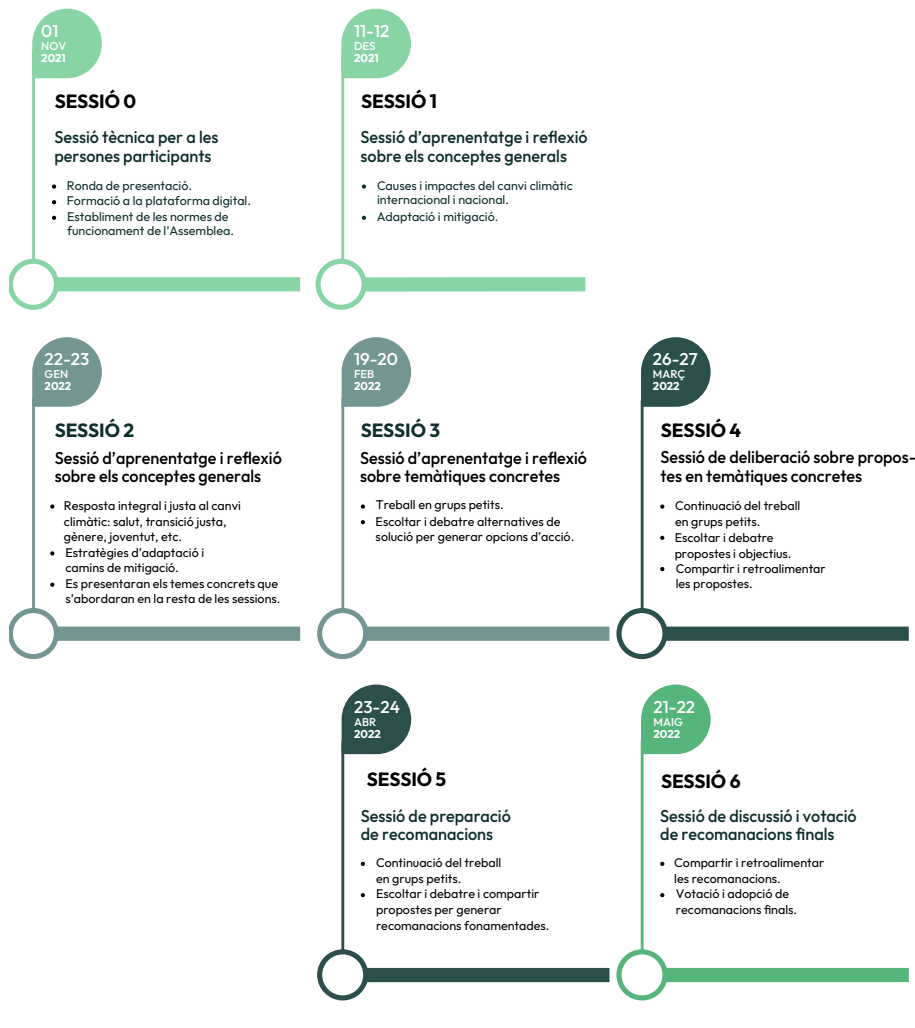 01
NOV
2021
SESSIÓ 0
Sessió tècnica per a les
persones participants
• Ronda de presentació.
• Formació a la plataforma digital.
• Establiment de les normes de
funcionament de l'Assemblea.
11-12
DES
2021
SESSIÓ 1
Sessió d'aprenentatge i reflexió
sobre els conceptes generals
• Causes i impactes del canvi climàtic
internacional i nacional.
• Adaptació i mitigació.
22-23
GEN
2022
SESSIÓ 2
Sessió d'aprenentatge i reflexió
sobre els conceptes generals
• Resposta integral i justa al canvi
climàtic: salut, transició justa,
gènere, joventut, etc.
• Estratègies d'adaptació i
camins de mitigació.
• Es presentaran els temes concrets que
s'abordaran en la resta de les sessions.
19-20
FEB
2022
SESSIÓ 3
Sessió d'aprenentatge i reflexió
sobre temàtiques concretes
• Treball en grups petits.
• Escoltar i debatre alternatives de
solució per generar opcions d'acció.
26-27
MARÇ
2022
SESSIÓ 4
Sessió de deliberació sobre propos-
tes en temàtiques concretes
• Continuació del treball
en grups petits.
• Escoltar i debatre
propostes i objectius.
• Compartir i retroalimentar
les propostes.
23-24
ABR
2022
SESSIÓ 5
Sessió de preparació
de recomanacions
• Continuació del treball
en grups petits.
• Escoltar i debatre i compartir
propostes per generar
recomanacions fonamentades.
21-22
MAIG
2022
SESSIÓ 6
Sessió de discussió i votació
de recomanacions finals
• Compartir i retroalimentar
les recomanacions.
• Votació i adopció de
recomanacions finals.